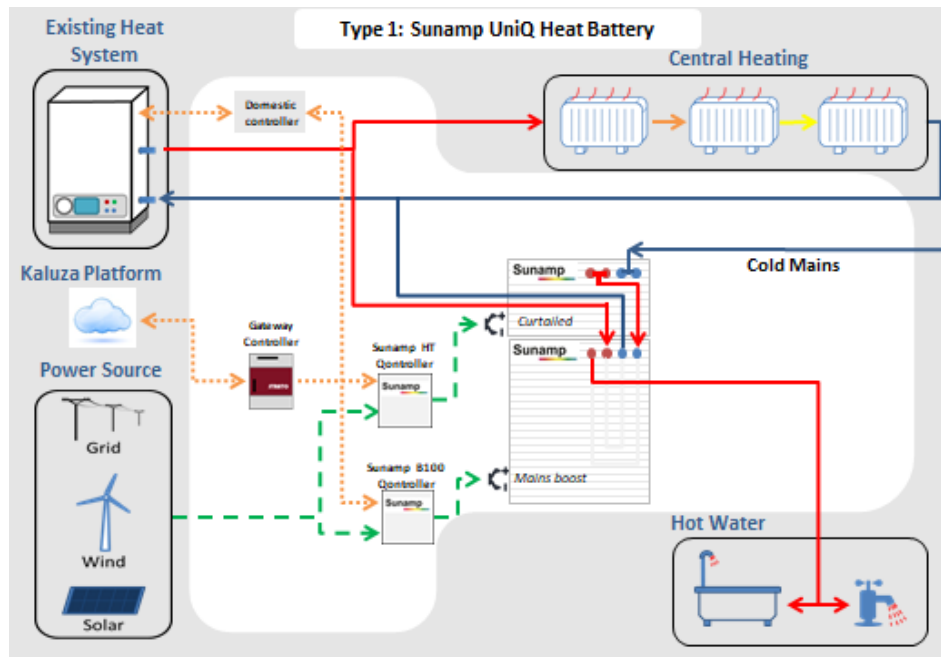 Type 1: Sunamp UniQ Heat Battery
Existing Heat
System
Central Heating
Domestic
controller
Kaluza Platform
Cold Mains
Sunamp
Curtailed
Gateway
Controller
Sunamp HT
Qontroller
Sunamp
Sunamp
Power Source
Grid
Sunamp B100
Qontroller
Sunamp
Mains boost
Wind
Hot Water
Solar